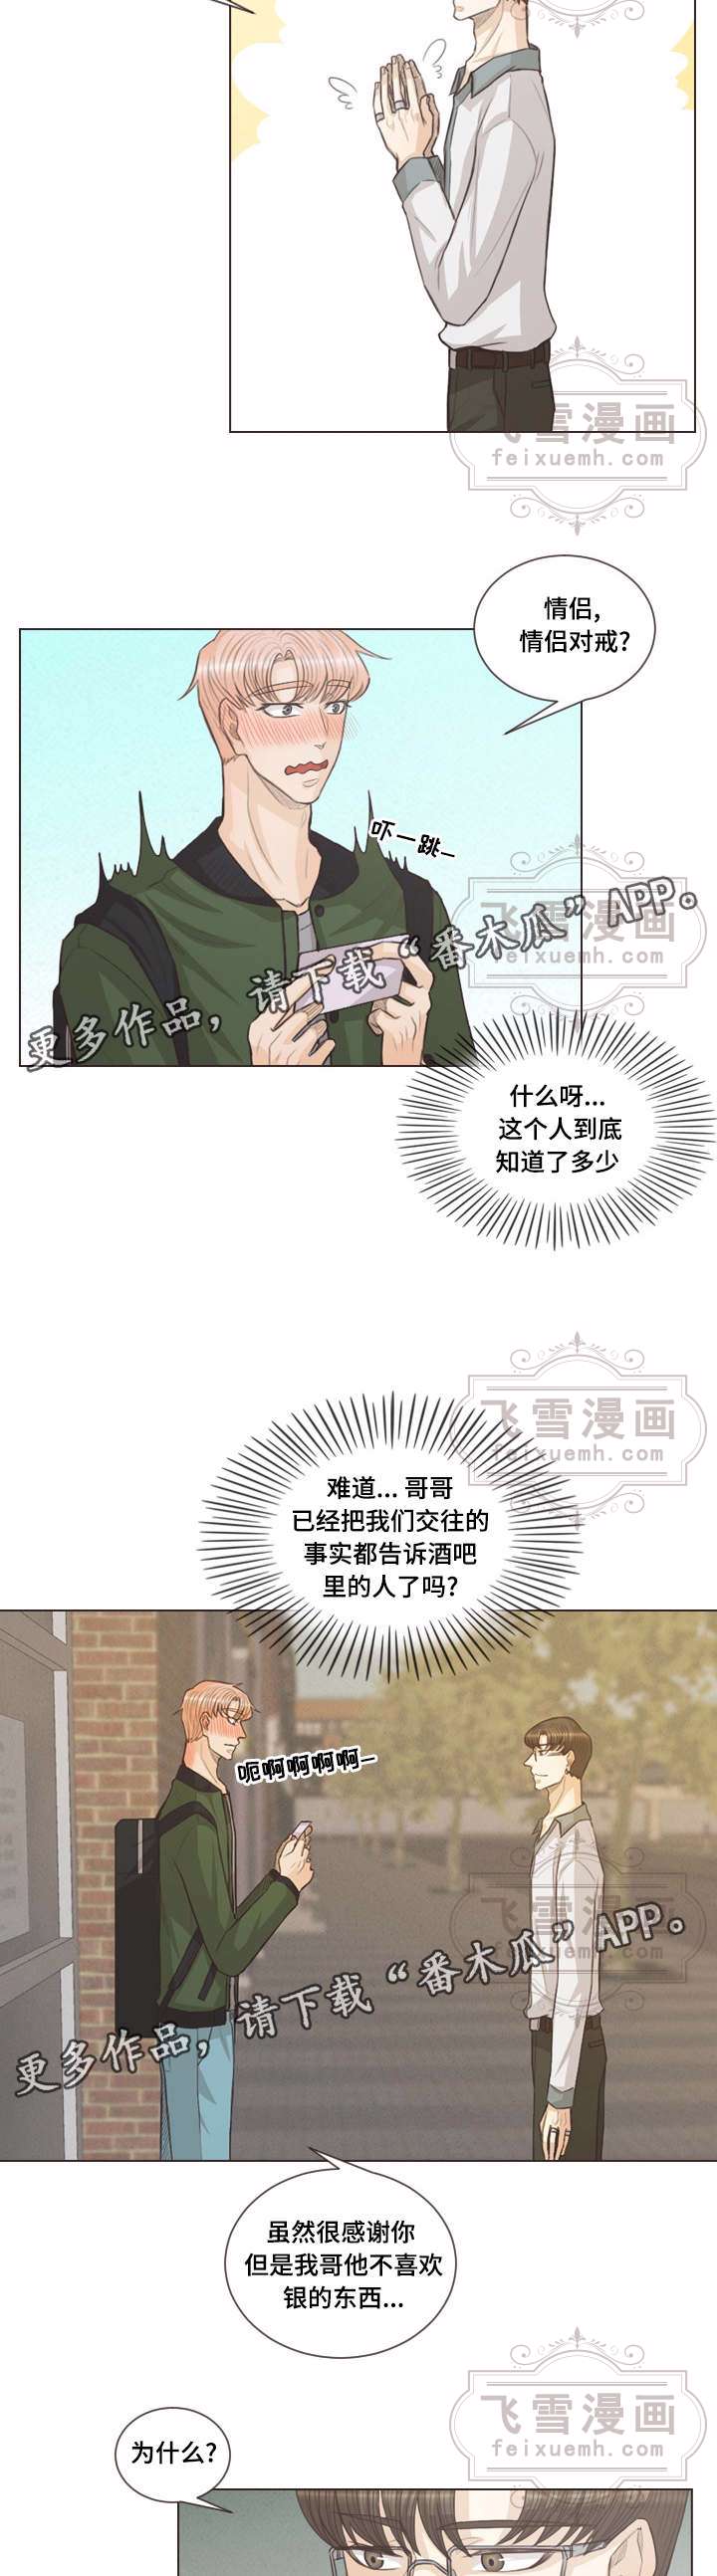 飞雪漫画
feixuemh.com
情侣,
情侣对戒?
吓一跳-
飞雪漫画
feixuemh.com
更多作品，请下载“番木瓜”APP。
什么呀...
这个人到底
知道了多少
飞雪漫画
feixuemh.com
难道... 哥哥
已经把我们交往的
事实都告诉酒吧
里的人了吗?
呃啊啊啊啊-
飞雪漫画
feixuemh.com
更多作品，请下载“番木瓜”APP。
虽然很感谢你
但是我哥他不喜欢
银的东西...
飞雪漫画
feixuemh.com
为什么?